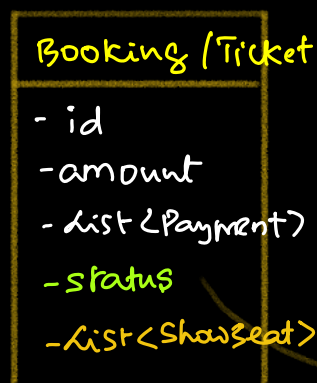 Booking / Ticket
- id
- amount
- List<Payment>
- status
- List<ShowSeat>